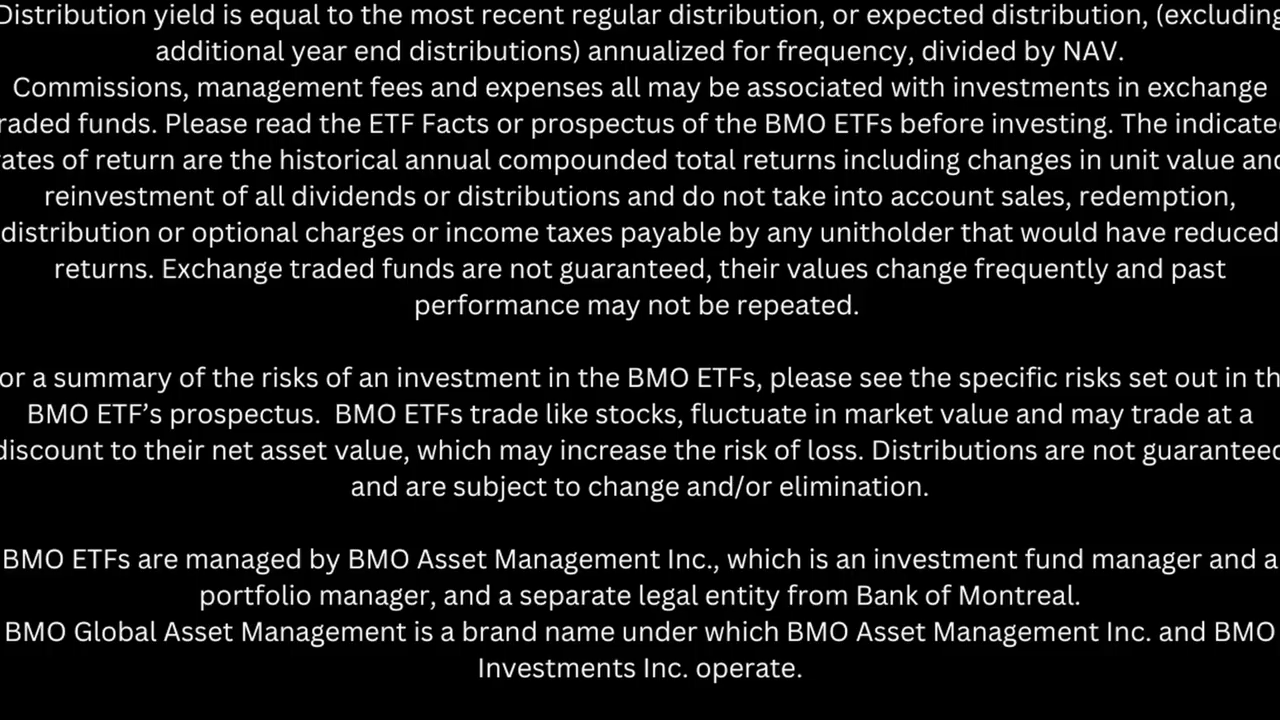 Distribution yield is equal to the most recent regular distribution, or expected distribution, (excluding
additional year end distributions) annualized for frequency, divided by NAV.
Commissions, management fees and expenses all may be associated with investments in exchange
raded funds. Please read the ETF Facts or prospectus of the BMO ETFs before investing. The indicate
rates of return are the historical annual compounded total returns including changes in unit value and
reinvestment of all dividends or distributions and do not take into account sales, redemption,
distribution or optional charges or income taxes payable by any unitholder that would have reduced
returns. Exchange traded funds are not guaranteed, their values change frequently and past
performance may not be repeated.
or a summary of the risks of an investment in the BMO ETFs, please see the specific risks set out in th
BMO ETF’s prospectus. BMO ETFs trade like stocks, fluctuate in market value and may trade at a
discount to their net asset value, which may increase the risk of loss. Distributions are not guaranteed
and are subject to change and/or elimination.
BMO ETFs are managed by BMO Asset Management Inc., which is an investment fund manager and a
portfolio manager, and a separate legal entity from Bank of Montreal.
BMO Global Asset Management is a brand name under which BMO Asset Management Inc. and BMO
Investments Inc. operate.